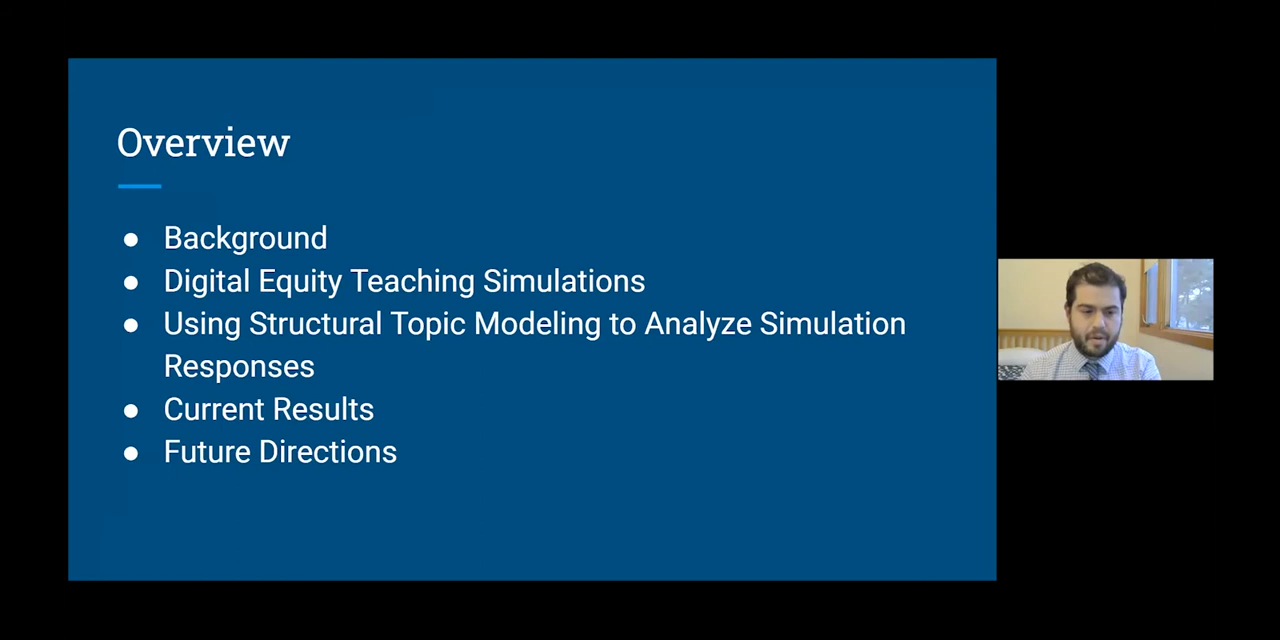 Overview
● Background
● Digital Equity Teaching Simulations
● Using Structural Topic Modeling to Analyze Simulation
Responses
● Current Results
● Future Directions